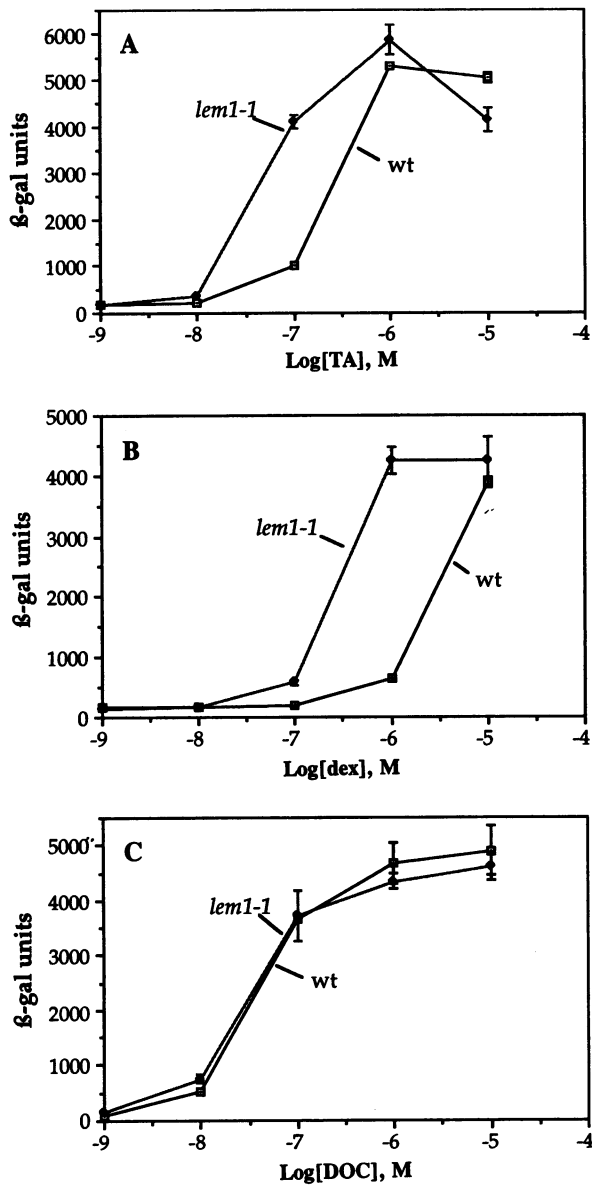 A
6000
5000
4000
3000
2000
1000
0
ß-gal units
lem1-1
wt
-9 -8 -7 -6 -5 -4
Log[TA], M
B
5000
4000
3000
2000
1000
0
ß-gal units
lem1-1
wt
-9 -8 -7 -6 -5 -4
Log[dex], M
C
5000
4000
3000
2000
1000
0
ß-gal units
lem1-1
wt
-9 -8 -7 -6 -5 -4
Log[DOC], M